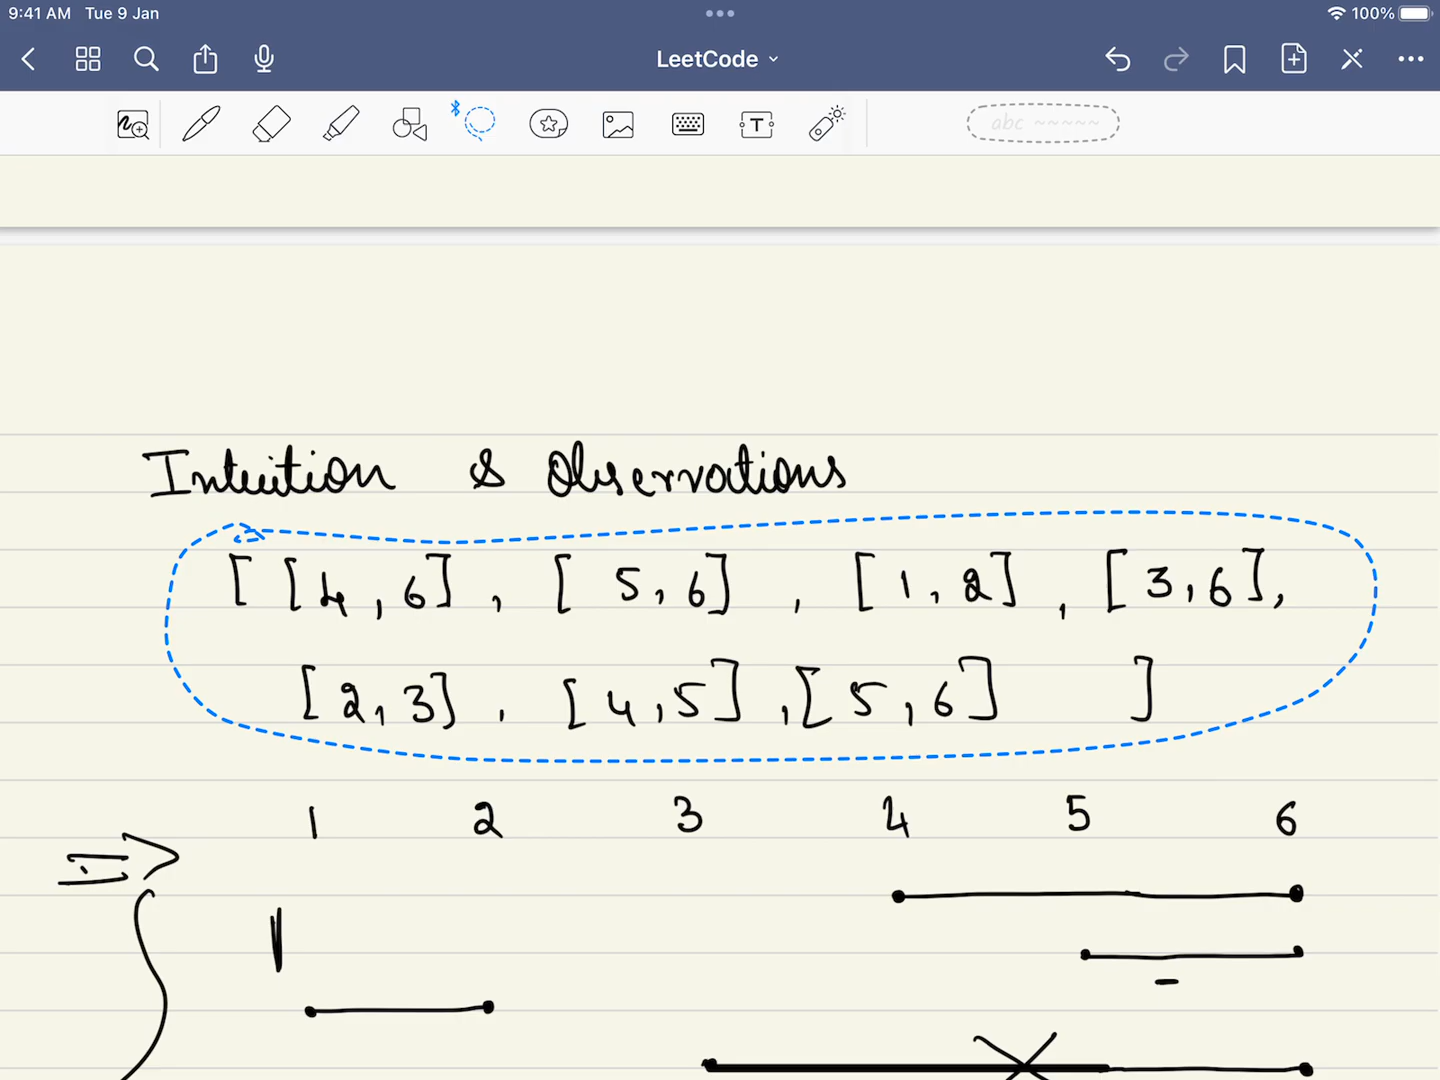 9:41 AM Tue 9 Jan 100%
LeetCode
T abc
Intuition & Observations
[ [4,6], [5,6], [1,2], [3,6],
[2,3], [4,5], [5,6] ]
1 2 3 4 5 6